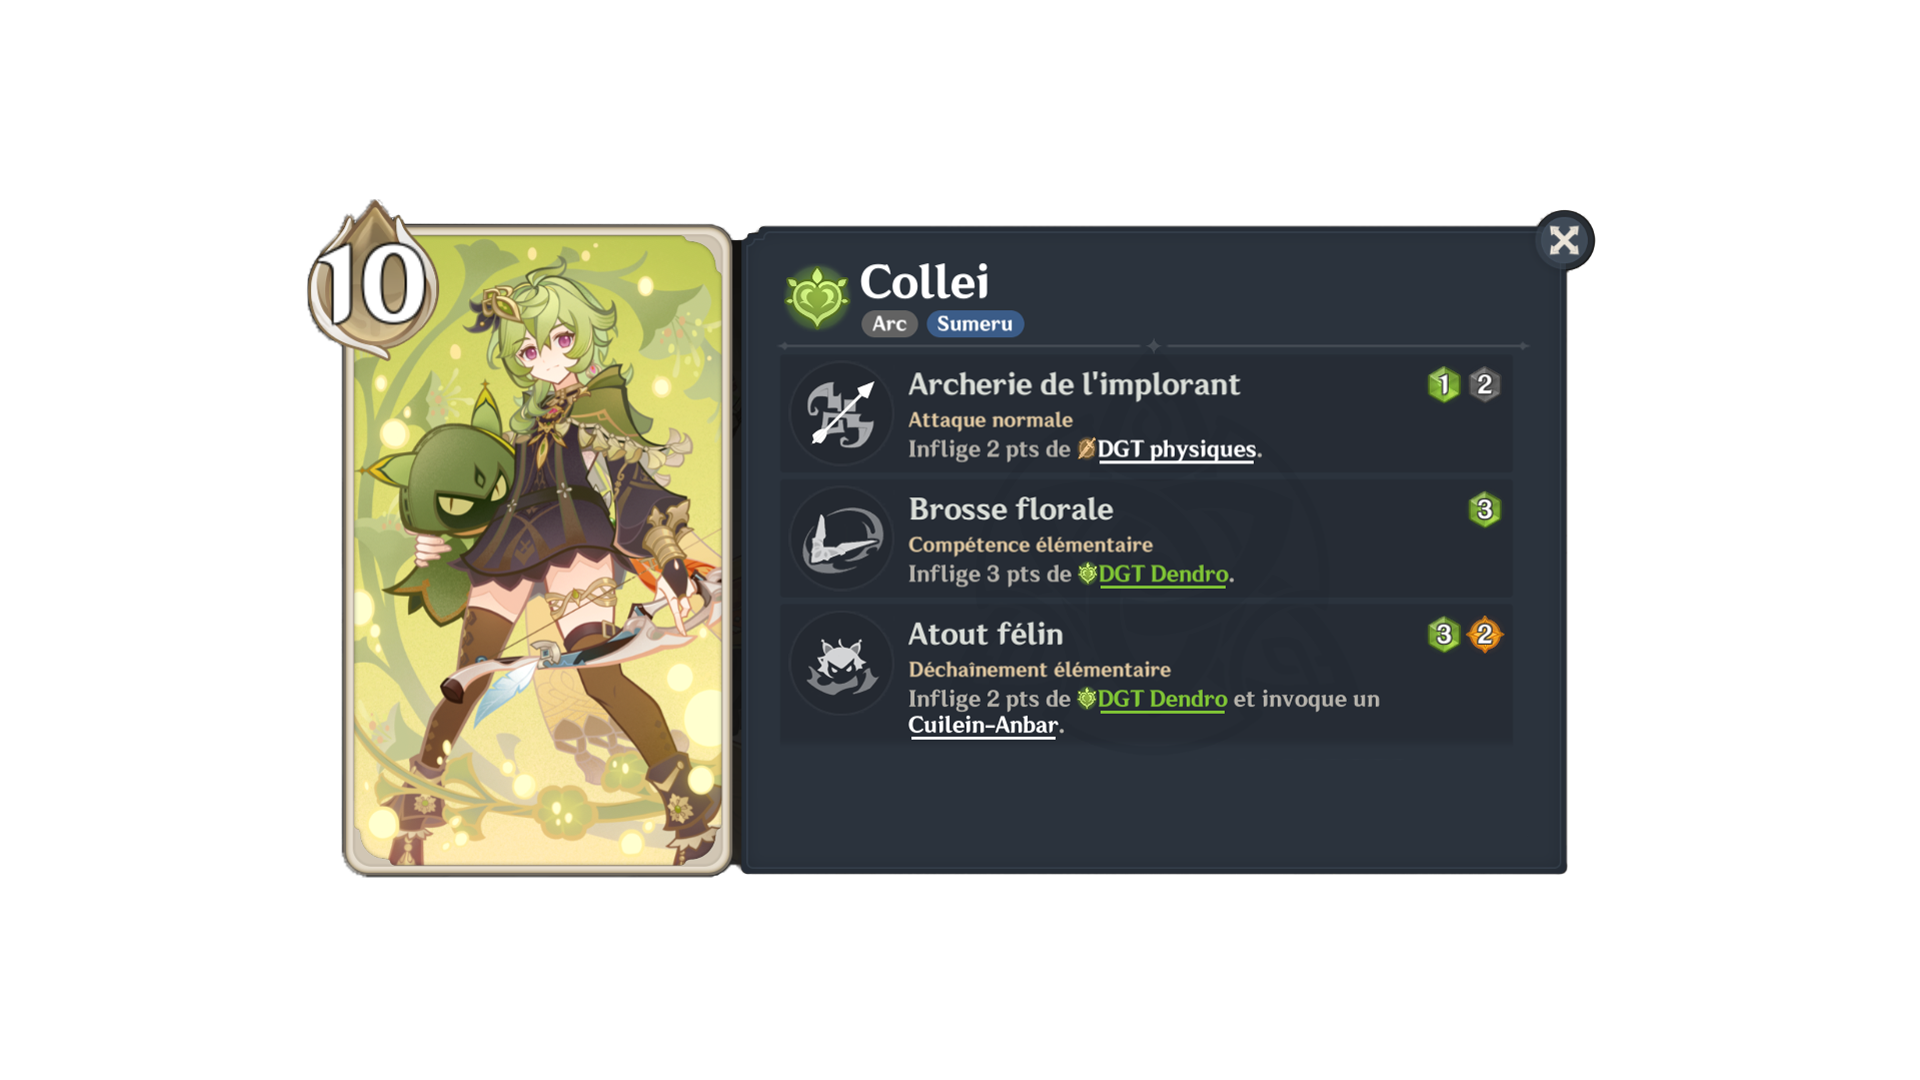 10
Collei
Arc Sumeru
Archerie de l'implorant 1 2
Attaque normale
Inflige 2 pts de DGT physiques.
Brosse florale 3
Compétence élémentaire
Inflige 3 pts de DGT Dendro.
Atout félin 3 2
Déchaînement élémentaire
Inflige 2 pts de DGT Dendro et invoque un
Cuilein-Anbar.